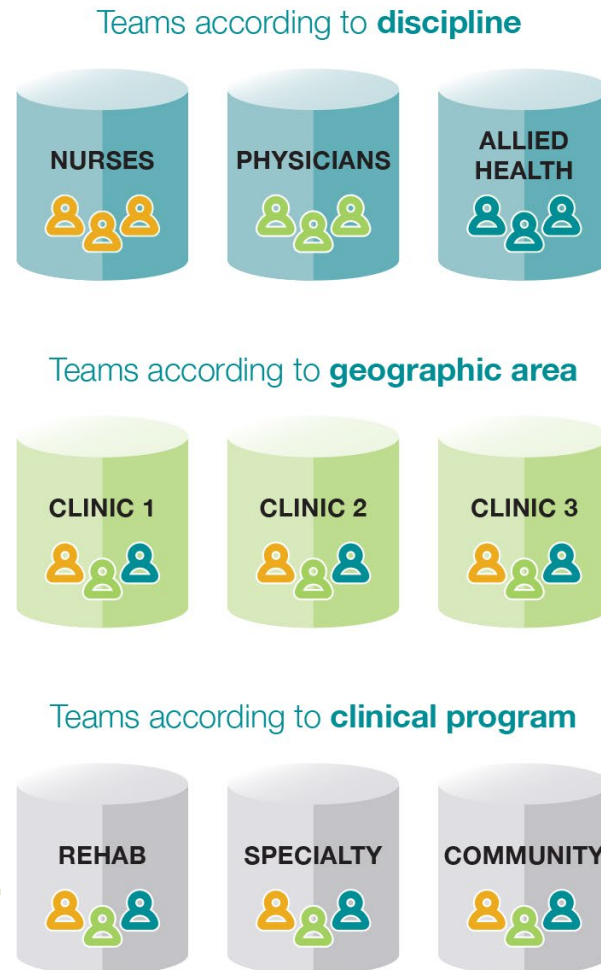 Teams according to discipline
NURSES
PHYSICIANS
ALLIED
HEALTH
Teams according to geographic area
CLINIC 1
CLINIC 2
CLINIC 3
Teams according to clinical program
REHAB
SPECIALTY
COMMUNITY